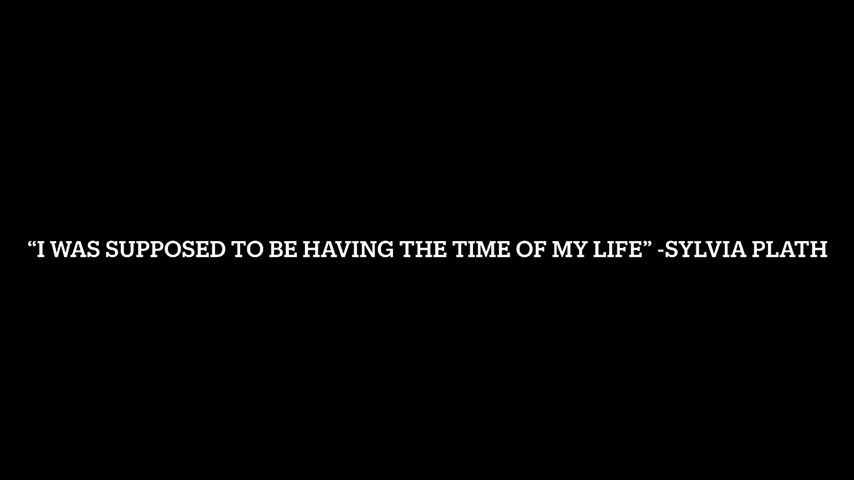 “I WAS SUPPOSED TO BE HAVING THE TIME OF MY LIFE” -SYLVIA PLATH